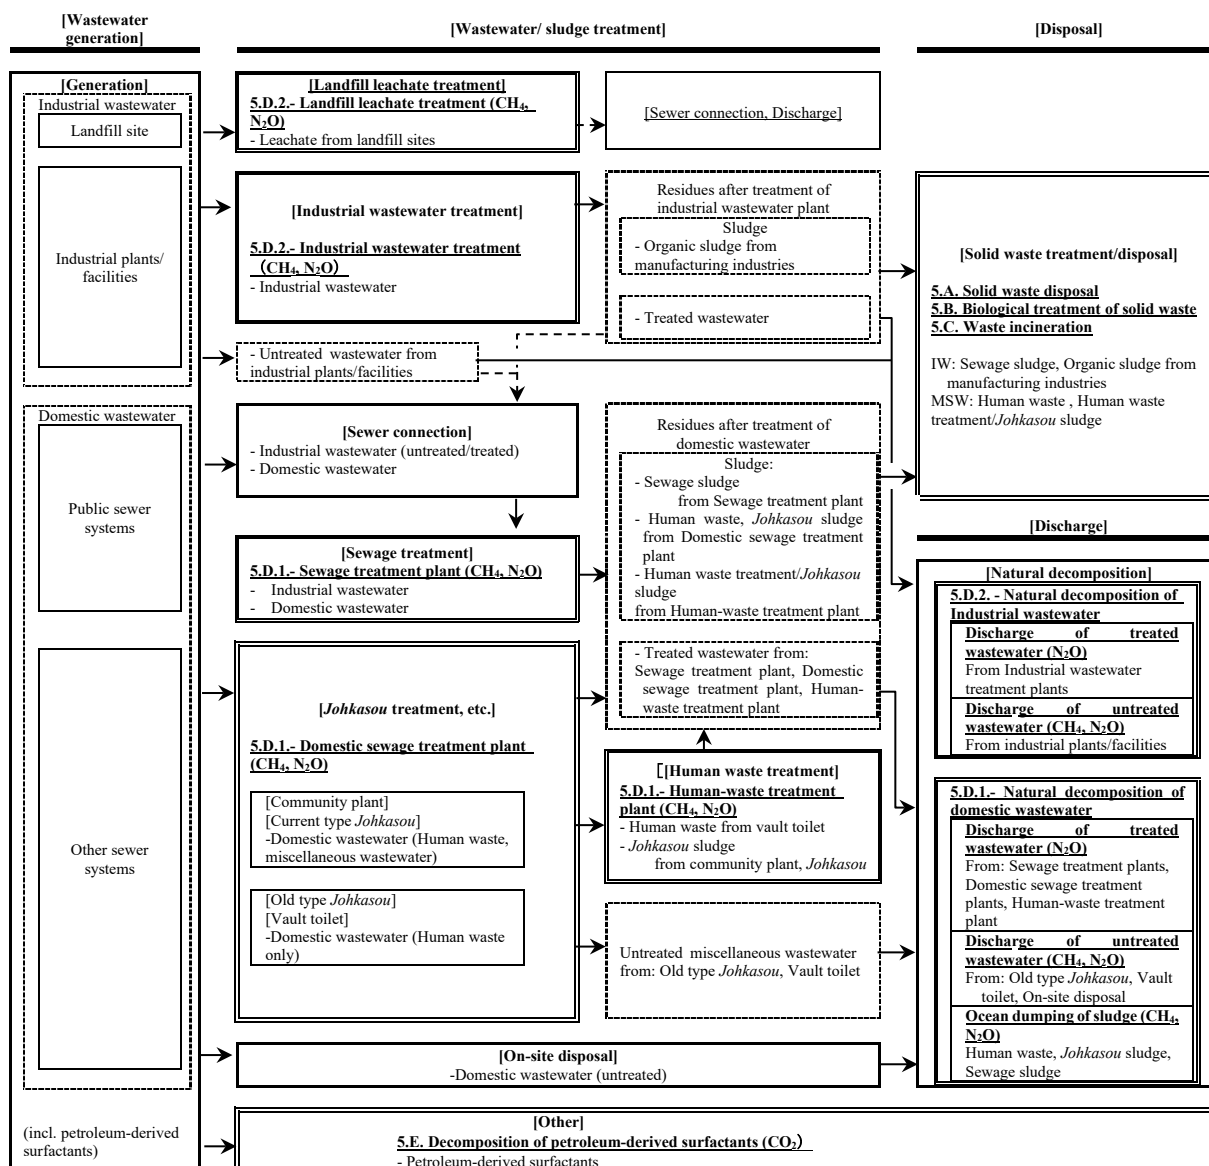 [Wastewater
generation]
[Wastewater/ sludge treatment]
[Disposal]
[Generation]
Industrial wastewater
Landfill site
Industrial plants/
facilities
Domestic wastewater
Public sewer
systems
Other sewer
systems
(incl. petroleum-derived
surfactants)
[Landfill leachate treatment]
5.D.2.- Landfill leachate treatment (CH₄,
N₂O)
- Leachate from landfill sites
[Sewer connection, Discharge]
[Industrial wastewater treatment]
5.D.2.- Industrial wastewater treatment
（CH₄, N₂O）
- Industrial wastewater
Residues after treatment of
industrial wastewater plant
Sludge
- Organic sludge from
manufacturing industries
- Treated wastewater
- Untreated wastewater from
industrial plants/facilities
[Sewer connection]
- Industrial wastewater (untreated/treated)
- Domestic wastewater
[Sewage treatment]
5.D.1.- Sewage treatment plant (CH₄, N₂O)
- Industrial wastewater
- Domestic wastewater
Residues after treatment of
domestic wastewater
Sludge:
- Sewage sludge
from Sewage treatment plant
- Human waste, Johkasou sludge
from Domestic sewage treatment
plant
- Human waste treatment/Johkasou
sludge
from Human-waste treatment plant
- Treated wastewater from:
Sewage treatment plant, Domestic
sewage treatment plant, Human-
waste treatment plant
[Johkasou treatment, etc.]
5.D.1.- Domestic sewage treatment plant
(CH₄, N₂O)
[Community plant]
[Current type Johkasou]
-Domestic wastewater (Human waste,
miscellaneous wastewater)
[Old type Johkasou]
[Vault toilet]
-Domestic wastewater (Human waste
only)
［[Human waste treatment]
5.D.1.- Human-waste treatment
plant (CH₄, N₂O)
- Human waste from vault toilet
- Johkasou sludge
from community plant, Johkasou
Untreated miscellaneous wastewater
from: Old type Johkasou, Vault toilet
[On-site disposal]
-Domestic wastewater (untreated)
[Solid waste treatment/disposal]
5.A. Solid waste disposal
5.B. Biological treatment of solid waste
5.C. Waste incineration
IW: Sewage sludge, Organic sludge from
manufacturing industries
MSW: Human waste , Human waste
treatment/Johkasou sludge
[Discharge]
[Natural decomposition]
5.D.2. - Natural decomposition of
Industrial wastewater
Discharge of treated
wastewater (N₂O)
From Industrial wastewater
treatment plants
Discharge of untreated
wastewater (CH₄, N₂O)
From industrial plants/facilities
5.D.1.- Natural decomposition of
domestic wastewater
Discharge of treated
wastewater (N₂O)
From: Sewage treatment plants,
Domestic sewage treatment
plants, Human-waste treatment
plant
Discharge of untreated
wastewater (CH₄, N₂O)
From: Old type Johkasou, Vault
toilet, On-site disposal
Ocean dumping of sludge (CH₄,
N₂O)
Human waste, Johkasou sludge,
Sewage sludge
[Other]
5.E. Decomposition of petroleum-derived surfactants (CO₂）
- Petroleum-derived surfactants